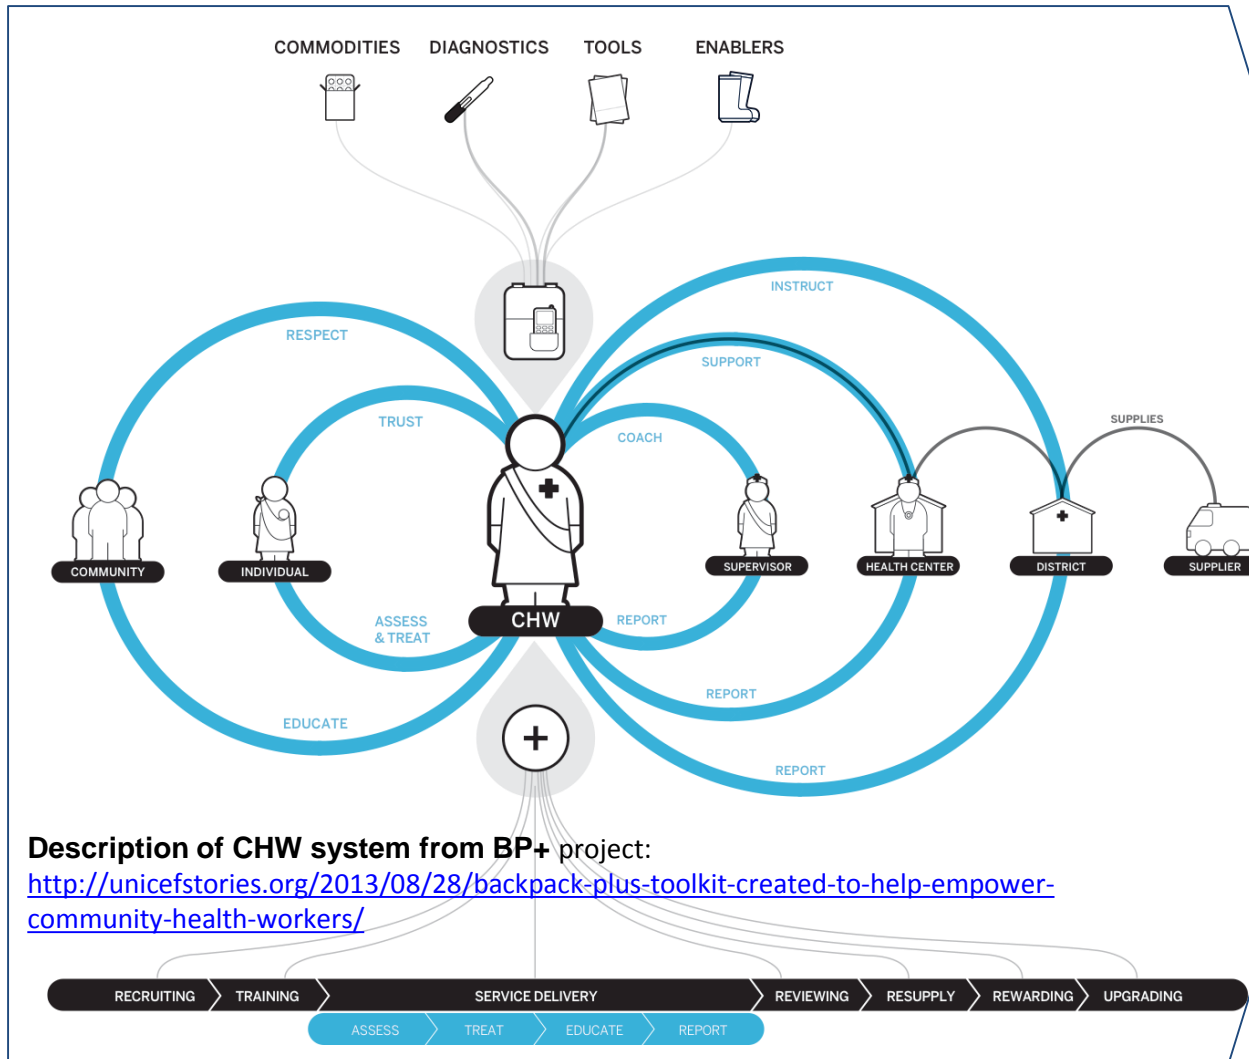 COMMODITIES DIAGNOSTICS TOOLS ENABLERS
INSTRUCT
RESPECT
SUPPORT
TRUST
COACH
SUPPLIES
COMMUNITY INDIVIDUAL SUPERVISOR HEALTH CENTER DISTRICT SUPPLIER
CHW
ASSESS
& TREAT
REPORT
EDUCATE
REPORT
REPORT
Description of CHW system from BP+ project:
http://unicefstories.org/2013/08/28/backpack-plus-toolkit-created-to-help-empower-
community-health-workers/
RECRUITING TRAINING SERVICE DELIVERY REVIEWING RESUPPLY REWARDING UPGRADING
ASSESS TREAT EDUCATE REPORT